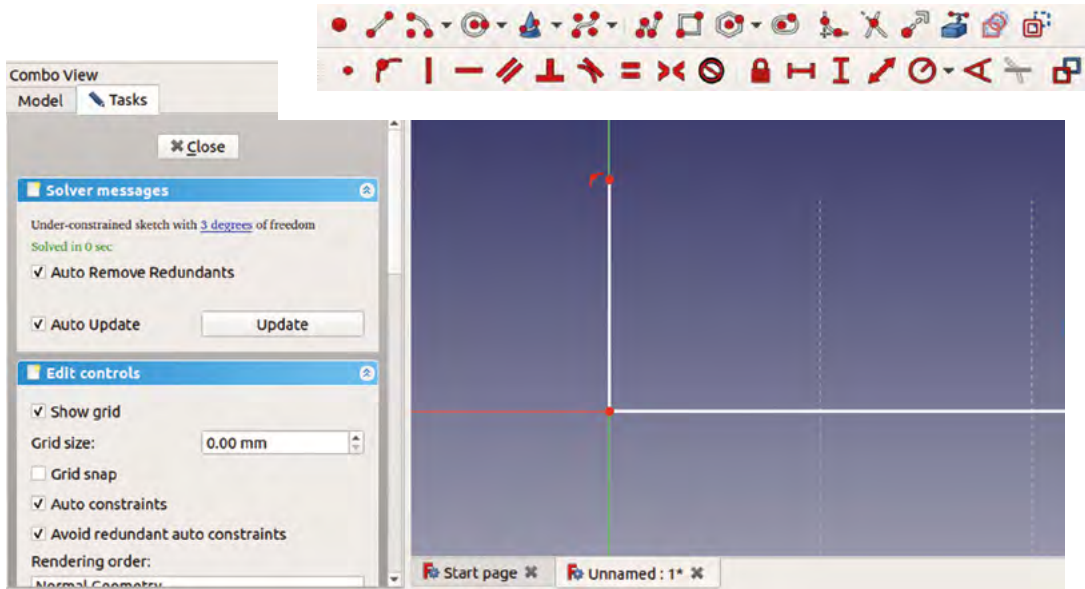 Combo View
Model
Tasks
Close
Solver messages
Under-constrained sketch with 3 degrees of freedom
Solved in 0 sec
Auto Remove Redundants
Auto Update
Update
Edit controls
Show grid
Grid size:
0.00 mm
Grid snap
Auto constraints
Avoid redundant auto constraints
Rendering order:
Normal Geometry
Start page
Unnamed : 1*